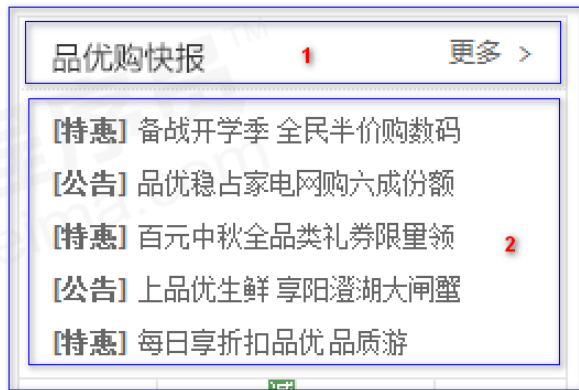 品优购快报 1 更多 >
[特惠] 备战开学季 全民半价购数码
[公告] 品优稳占家电网购六成份额
[特惠] 百元中秋全品类礼券限量领
2
[公告] 上品优生鲜 享阳澄湖大闸蟹
[特惠] 每日享折扣品优品质游